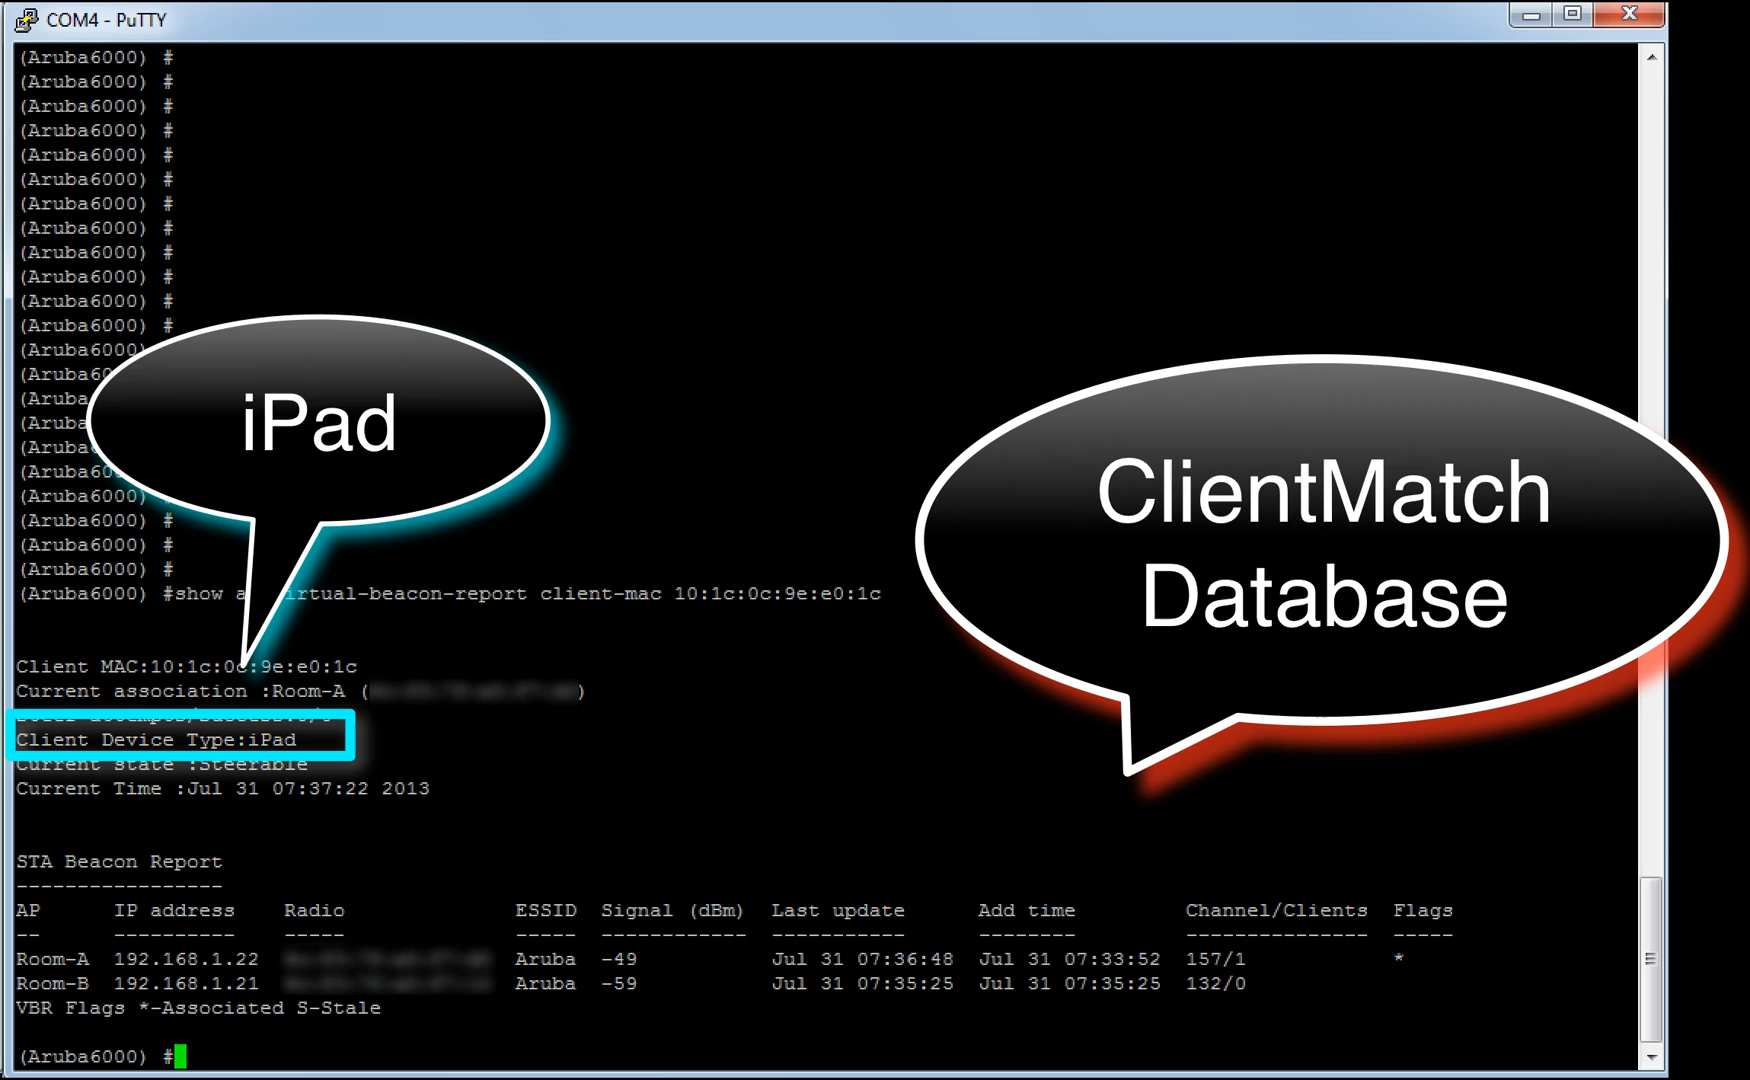 COM4 - PuTTY
(Aruba6000) #
(Aruba6000) #
(Aruba6000) #
(Aruba6000) #
(Aruba6000) #
(Aruba6000) #
(Aruba6000) #
(Aruba6000) #
(Aruba6000) #
(Aruba6000) #
(Aruba6000) #
(Aruba6000) #
(Aruba6000)
(Aruba60
(Aruba
(Aruba
(Aruba
(Aruba60
(Aruba6000)
(Aruba6000) #
(Aruba6000) #
(Aruba6000) #
iPad
ClientMatch
Database
(Aruba6000) #show a irtual-beacon-report client-mac 10:1c:0c:9e:e0:1c
Client MAC:10:1c:0c:9e:e0:1c
Current association :Room-A ( )
Client Device Type:iPad
Current state :Steerable
Current Time :Jul 31 07:37:22 2013
STA Beacon Report
-----------------
AP IP address Radio ESSID Signal (dBm) Last update Add time Channel/Clients Flags
-- ---------- ----- ----- ------------ ----------- -------- --------------- -----
Room-A 192.168.1.22 Aruba -49 Jul 31 07:36:48 Jul 31 07:33:52 157/1 *
Room-B 192.168.1.21 Aruba -59 Jul 31 07:35:25 Jul 31 07:35:25 132/0
VBR Flags *-Associated S-Stale
(Aruba6000) #